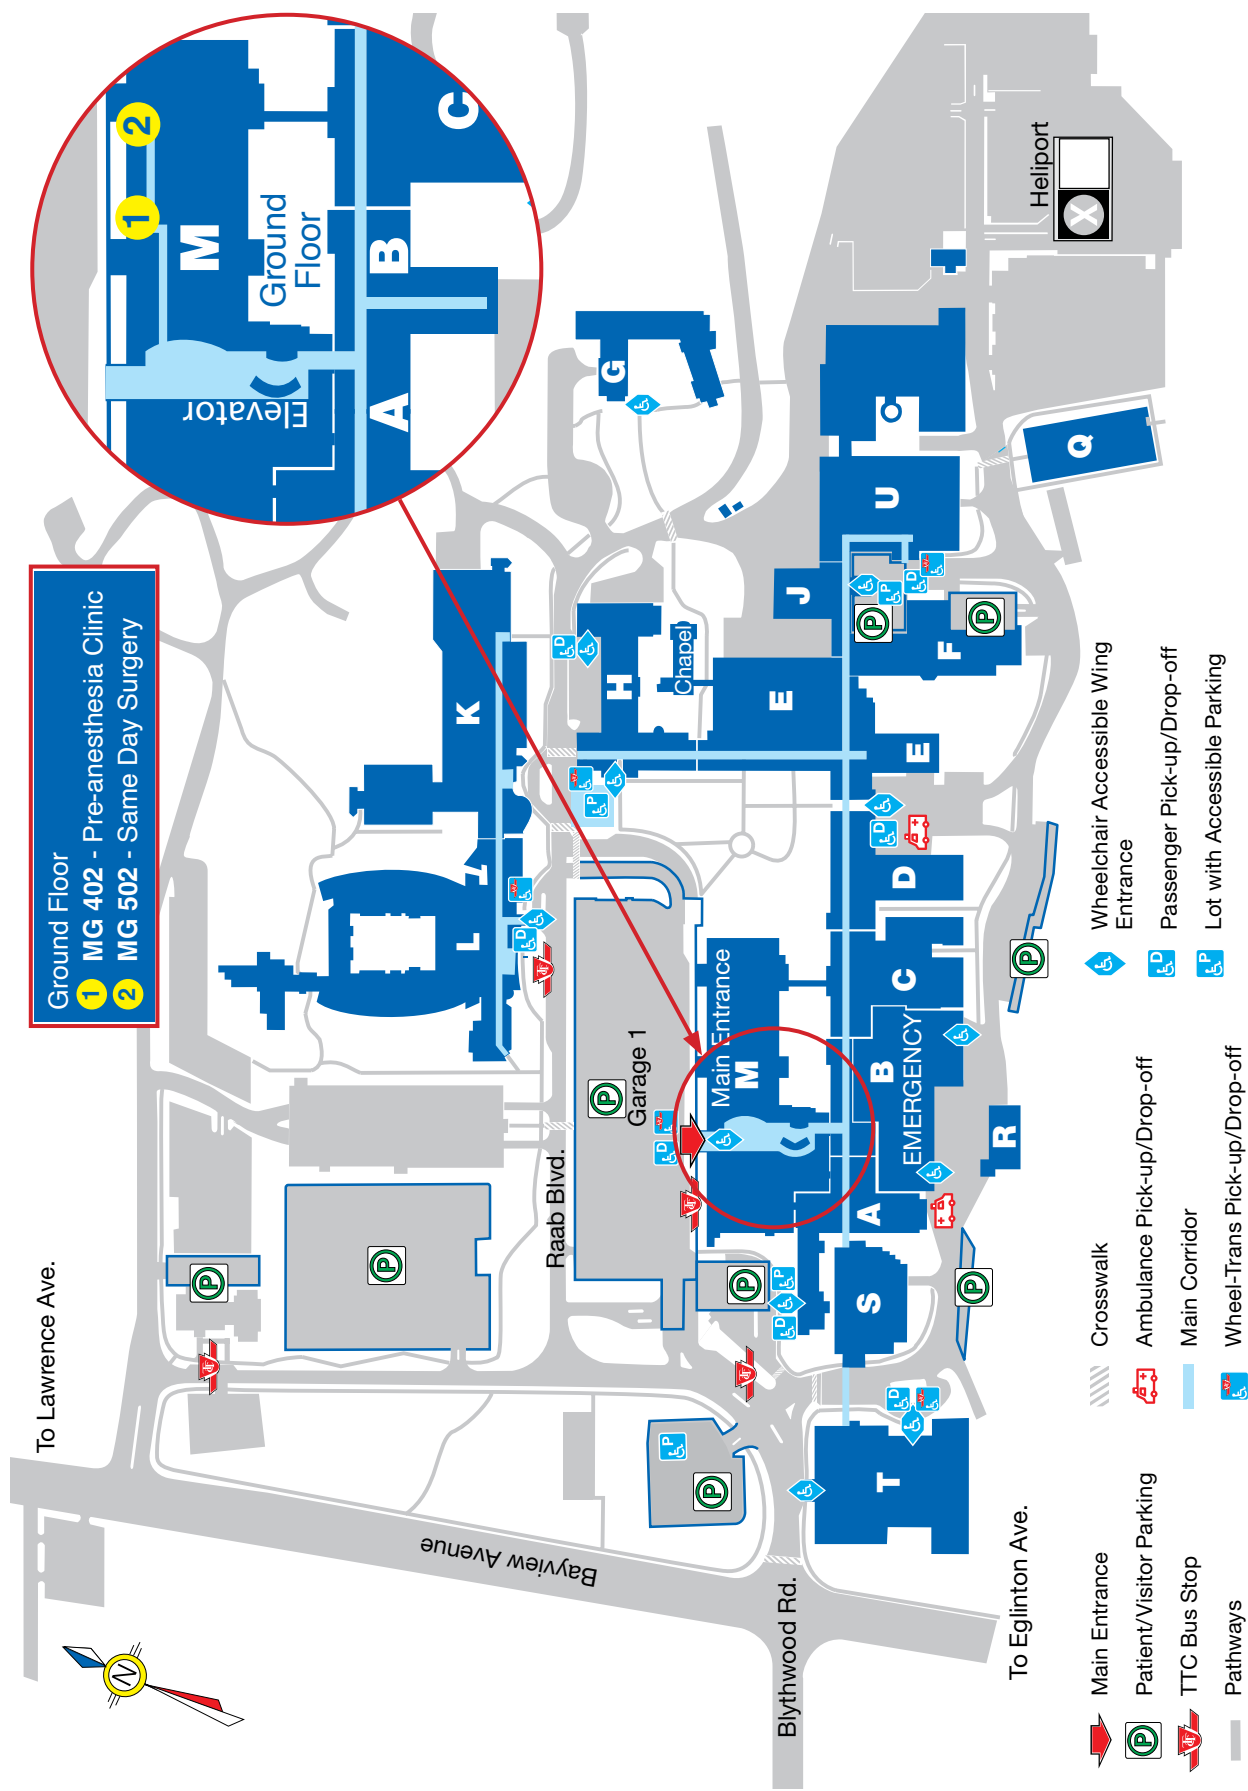 Ground Floor
1 MG 402 - Pre-anesthesia Clinic
2 MG 502 - Same Day Surgery
1
2
M
Ground
Floor
Elevator
A
B
C
To Lawrence Ave.
Bayview Avenue
N
Blythwood Rd.
To Eglinton Ave.
Raab Blvd.
Garage 1
Main Entrance
M
K
L
T
G
H
Chapel
E
E
J
U
O
Q
F
D
C
B
EMERGENCY
A
R
S
T
Heliport
X
P
P
P
P
P
P
P
P
P
Main Entrance
P Patient/Visitor Parking
TTC Bus Stop
Pathways
Crosswalk
Ambulance Pick-up/Drop-off
Main Corridor
Wheel-Trans Pick-up/Drop-off
Wheelchair Accessible Wing
Entrance
D Passenger Pick-up/Drop-off
P Lot with Accessible Parking